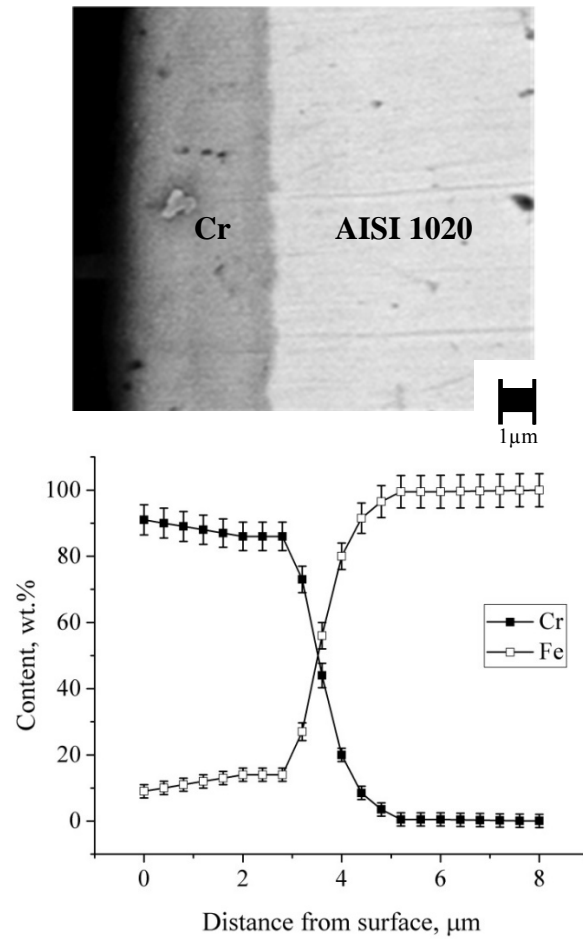 Cr AISI 1020
1µm
100
80
60
40
20
0
Content, wt.%
Cr
Fe
0 2 4 6 8
Distance from surface, µm